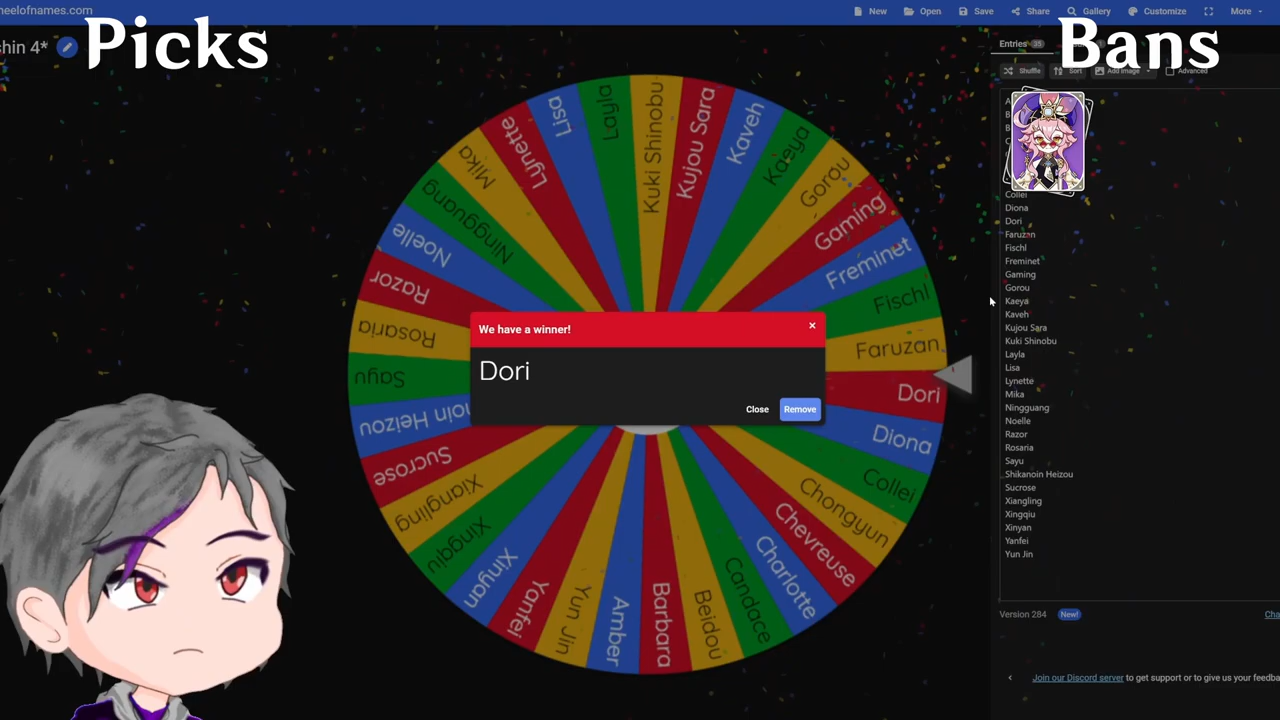 heelofnames.com
New Open Save Share Gallery Customize More
shin 4*
Picks
Bans
Entries 35
Shuffle Sort Add Image Advanced
Collei
Diona
Dori
Faruzan
Fischl
Freminet
Gaming
Gorou
Kaeya
Kaveh
Kujou Sara
Kuki Shinobu
Layla
Lisa
Lynette
Mika
Ningguang
Noelle
Razor
Rosaria
Sayu
Shikanoin Heizou
Sucrose
Xiangling
Xingqiu
Xinyan
Yanfei
Yun Jin
Version 284 New!
Cha
Join our Discord server to get support or to give us your feedba
We have a winner!
Dori
Close
Remove
Kuki Shinobu
Kujou Sara
Kaveh
Kaeya
Gorou
Gaming
Freminet
Fischl
Faruzan
Dori
Diona
Collei
Chongyun
Chevreuse
Charlotte
Candace
Beidou
Barbara
Amber
Yun Jin
Yanfei
Xinyan
Xingqiu
Xiangling
Sucrose
noin Heizou
Sayu
Rosaria
Razor
Noelle
Ningguang
Mika
Lynette
Lisa
Layla